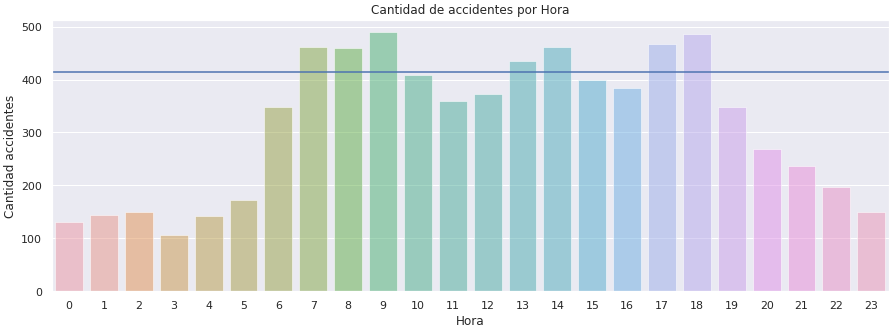 Cantidad de accidentes por Hora
Cantidad accidentes
500
400
300
200
100
0
0 1 2 3 4 5 6 7 8 9 10 11 12 13 14 15 16 17 18 19 20 21 22 23
Hora